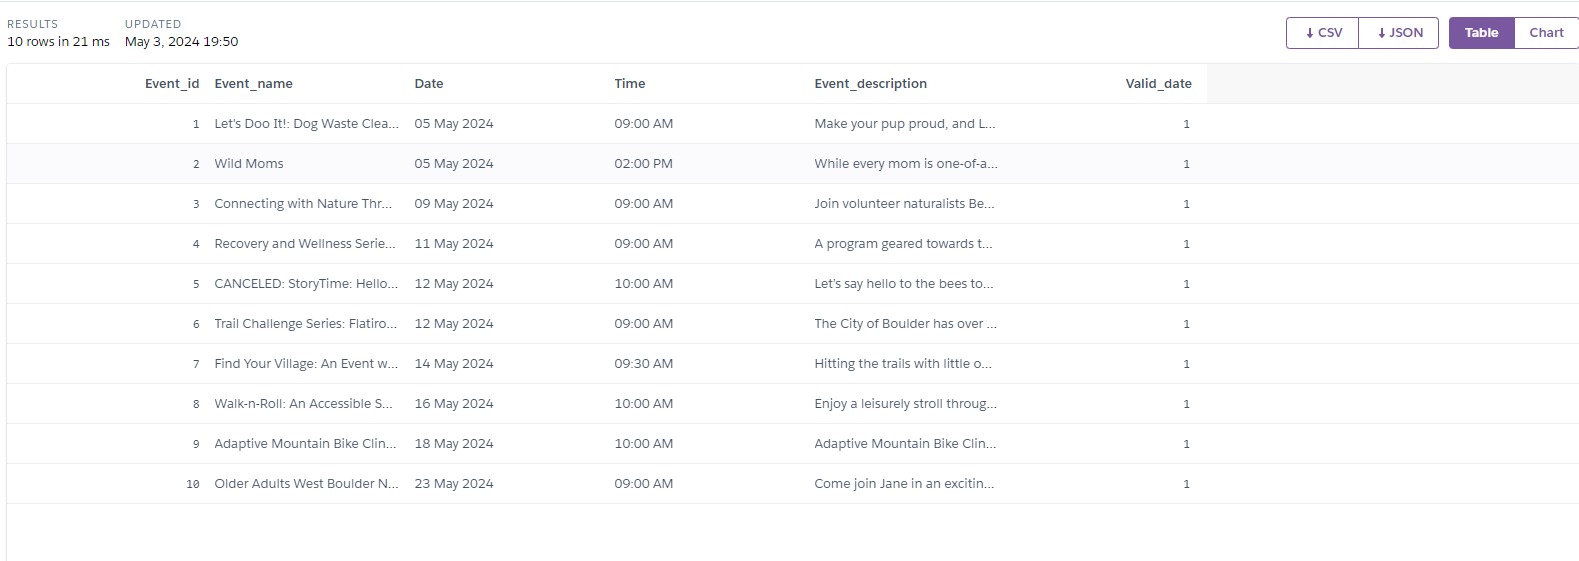 RESULTS UPDATED
10 rows in 21 ms May 3, 2024 19:50
↓ CSV ↓ JSON Table Chart
Event_id Event_name Date Time Event_description Valid_date
1 Let's Doo It!: Dog Waste Clea... 05 May 2024 09:00 AM Make your pup proud, and L... 1
2 Wild Moms 05 May 2024 02:00 PM While every mom is one-of-a... 1
3 Connecting with Nature Thr... 09 May 2024 09:00 AM Join volunteer naturalists Be... 1
4 Recovery and Wellness Serie... 11 May 2024 09:00 AM A program geared towards t... 1
5 CANCELED: StoryTime: Hello... 12 May 2024 10:00 AM Let's say hello to the bees to... 1
6 Trail Challenge Series: Flatiro... 12 May 2024 09:00 AM The City of Boulder has over ... 1
7 Find Your Village: An Event w... 14 May 2024 09:30 AM Hitting the trails with little o... 1
8 Walk-n-Roll: An Accessible S... 16 May 2024 10:00 AM Enjoy a leisurely stroll throug... 1
9 Adaptive Mountain Bike Clin... 18 May 2024 10:00 AM Adaptive Mountain Bike Clin... 1
10 Older Adults West Boulder N... 23 May 2024 09:00 AM Come join Jane in an excitin... 1